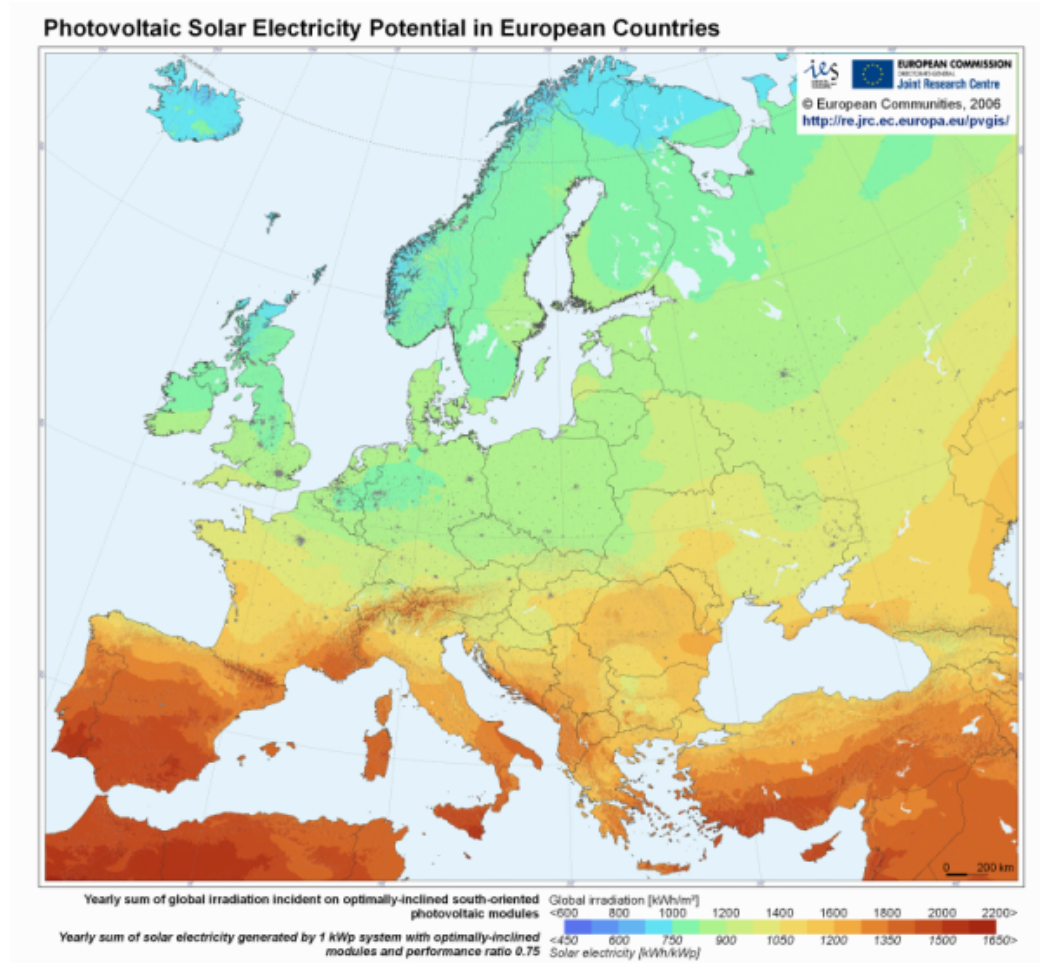 Photovoltaic Solar Electricity Potential in European Countries
ies
EUROPEAN COMMISSION
DIRECTORATE-GENERAL
Joint Research Centre
© European Communities, 2006
http://re.jrc.ec.europa.eu/pvgis/
0 200 km
Yearly sum of global irradiation incident on optimally-inclined south-oriented
photovoltaic modules
Global irradiation [kWh/m²]
<600 800 1000 1200 1400 1600 1800 2000 2200>
<450 600 750 900 1050 1200 1350 1500 1650>
Yearly sum of solar electricity generated by 1 kWp system with optimally-inclined
modules and performance ratio 0.75
Solar electricity [kWh/kWp]